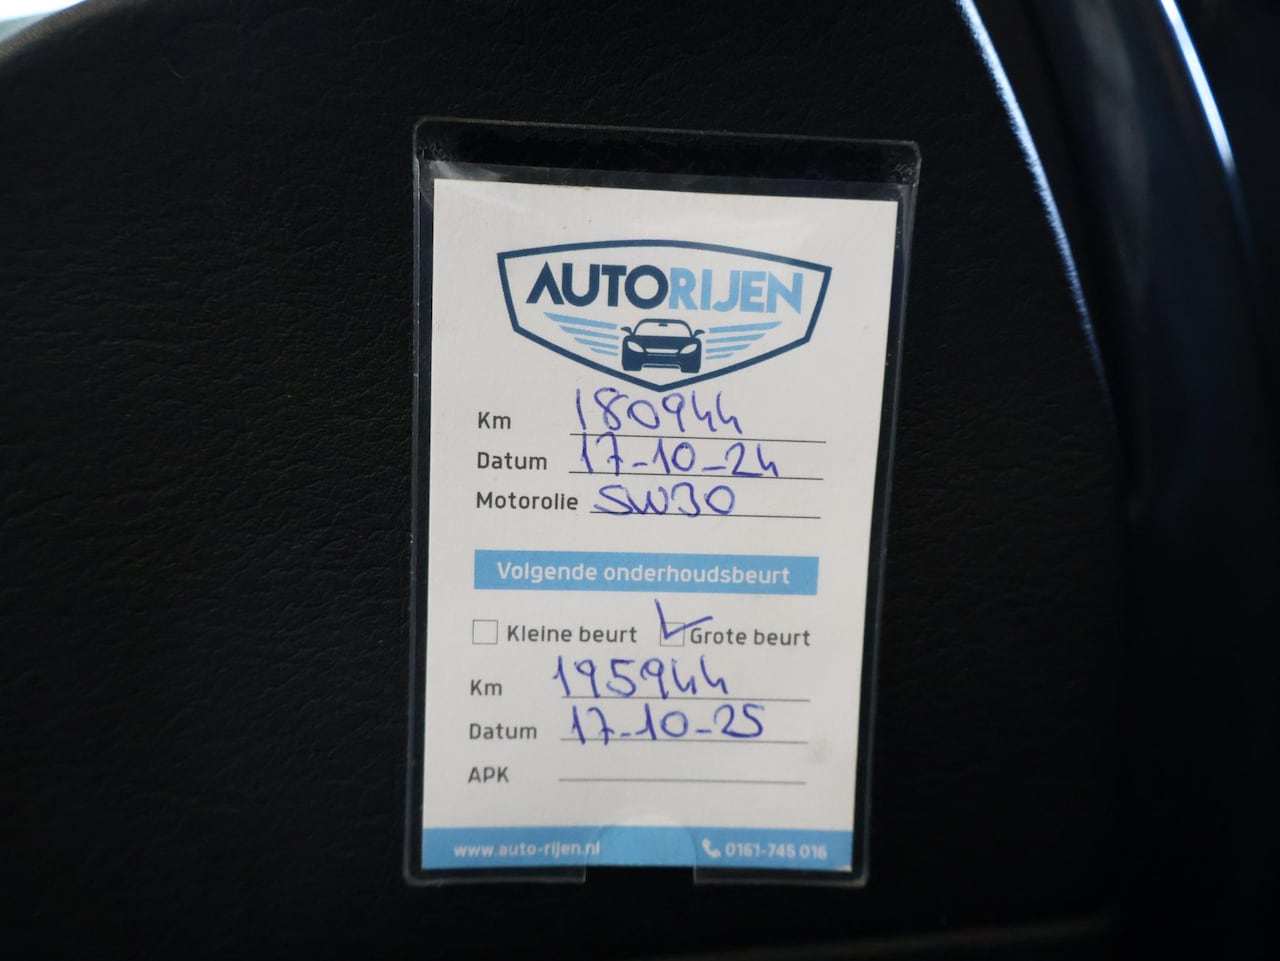 AUTORIJEN
Km 180944
Datum 17-10-24
Motorolie 5W30
Volgende onderhoudsbeurt
Kleine beurt Grote beurt
Km 195944
Datum 17-10-25
APK
www.auto-rijen.nl 0161-745 016